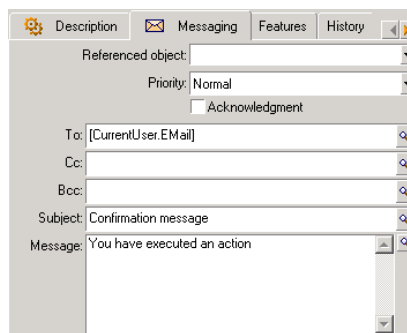 Description Messaging Features History
Referenced object:
Priority: Normal
Acknowledgment
To: [CurrentUser.EMail]
Cc:
Bcc:
Subject: Confirmation message
Message: You have executed an action